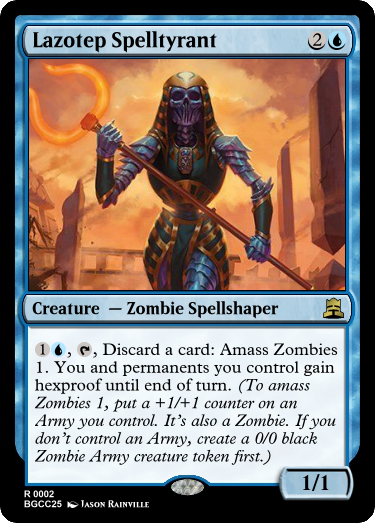 Lazotep Spelltyrant 2
Creature — Zombie Spellshaper
1, , Discard a card: Amass Zombies
1. You and permanents you control gain
hexproof until end of turn. (To amass
Zombies 1, put a +1/+1 counter on an
Army you control. It's also a Zombie. If you
don't control an Army, create a 0/0 black
Zombie Army creature token first.)
1/1
R 0002
BGCC25 Jason Rainville